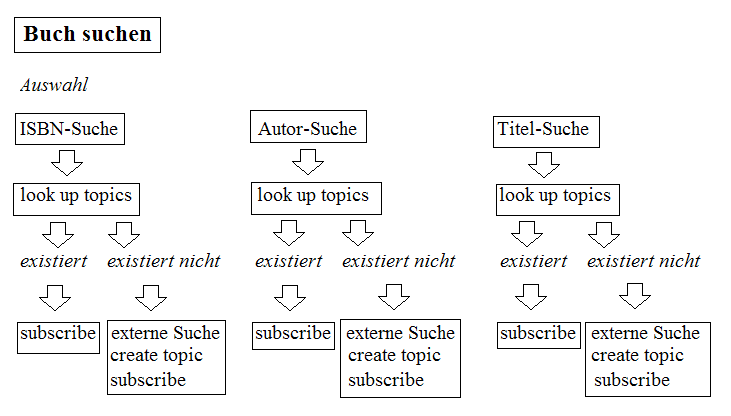 Buch suchen
Auswahl
ISBN-Suche
look up topics
existiert existiert nicht
subscribe
externe Suche
create topic
subscribe
Autor-Suche
look up topics
existiert existiert nicht
subscribe
externe Suche
create topic
subscribe
Titel-Suche
look up topics
existiert existiert nicht
subscribe
externe Suche
create topic
subscribe